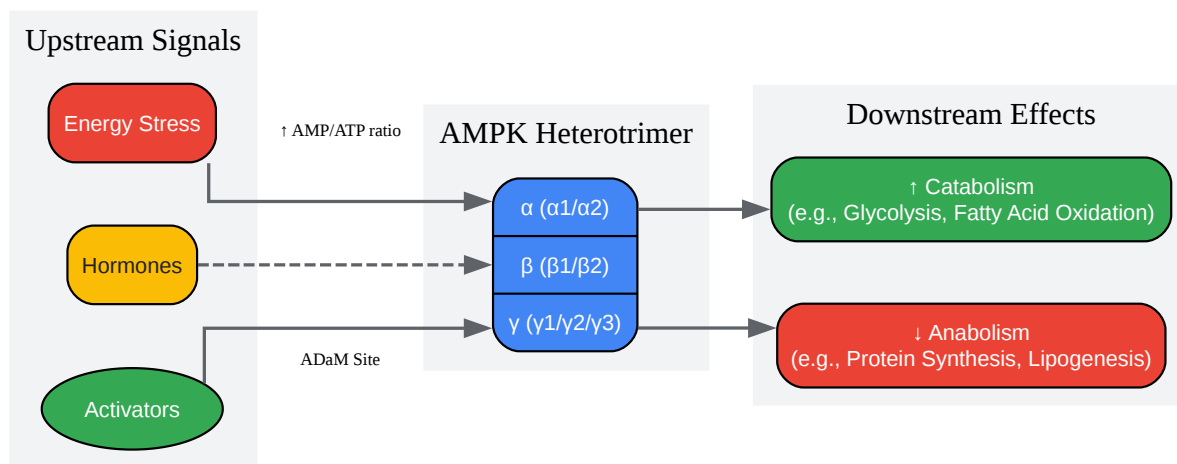 Upstream Signals
Energy Stress
Hormones
Activators
↑ AMP/ATP ratio
ADaM Site
AMPK Heterotrimer
α (α1/α2)
β (β1/β2)
γ (γ1/γ2/γ3)
Downstream Effects
↑ Catabolism
(e.g., Glycolysis, Fatty Acid Oxidation)
↓ Anabolism
(e.g., Protein Synthesis, Lipogenesis)